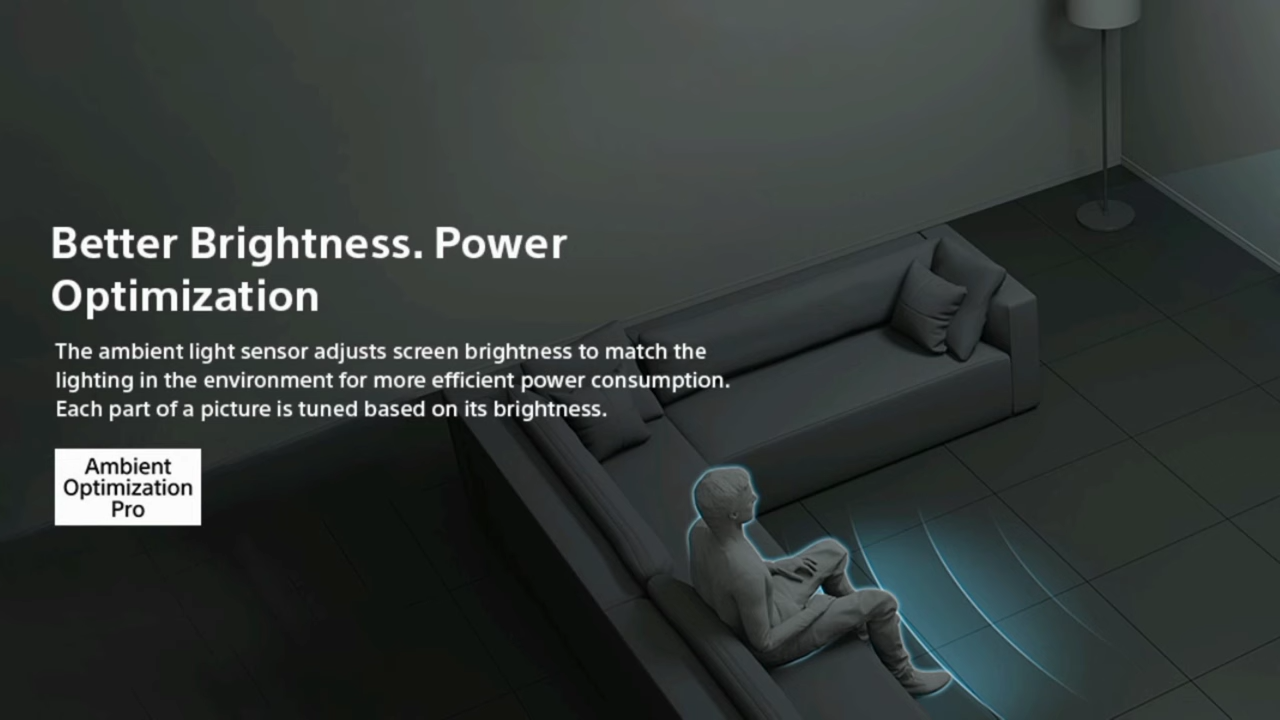 Better Brightness. Power
Optimization
The ambient light sensor adjusts screen brightness to match the
lighting in the environment for more efficient power consumption.
Each part of a picture is tuned based on its brightness.
Ambient
Optimization
Pro